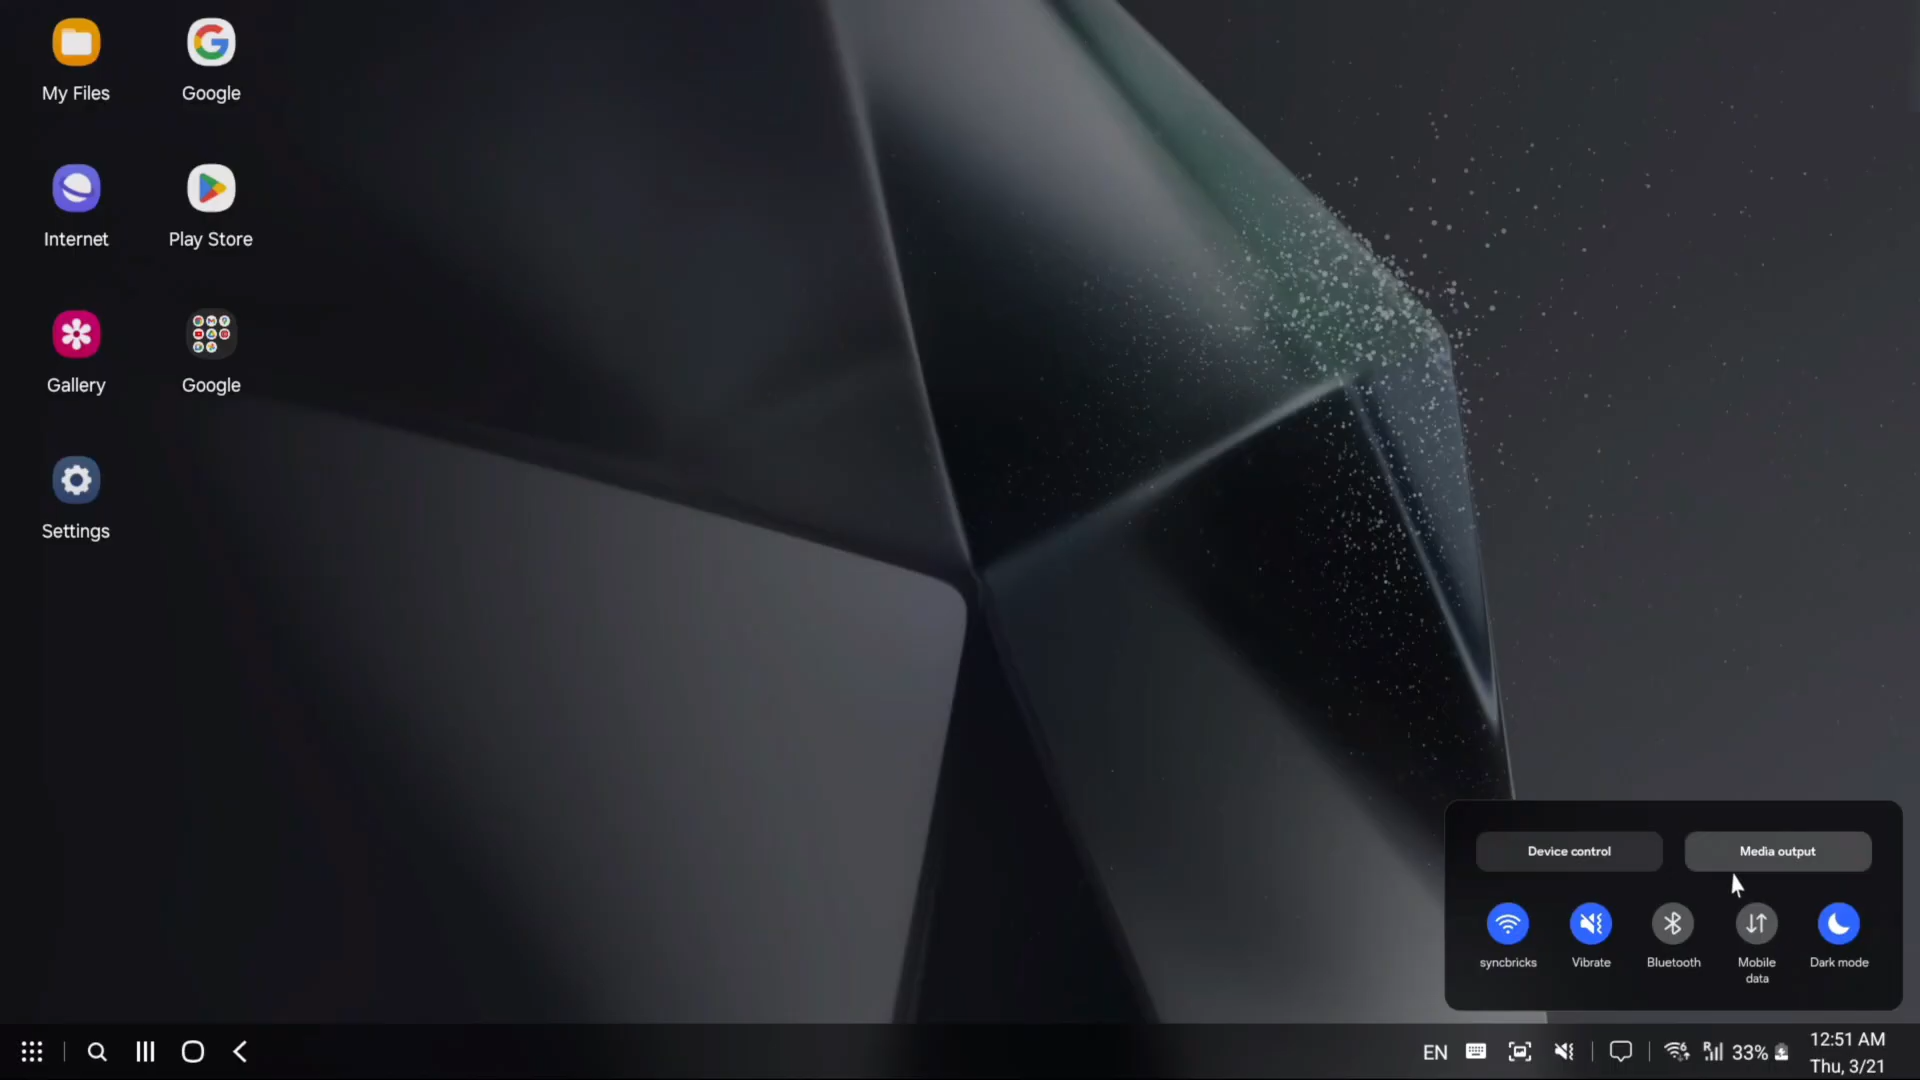 My Files
Google
Internet
Play Store
Gallery
Google
Settings
Device control
Media output
syncbricks
Vibrate
Bluetooth
Mobile
data
Dark mode
EN
33%
12:51 AM
Thu, 3/21